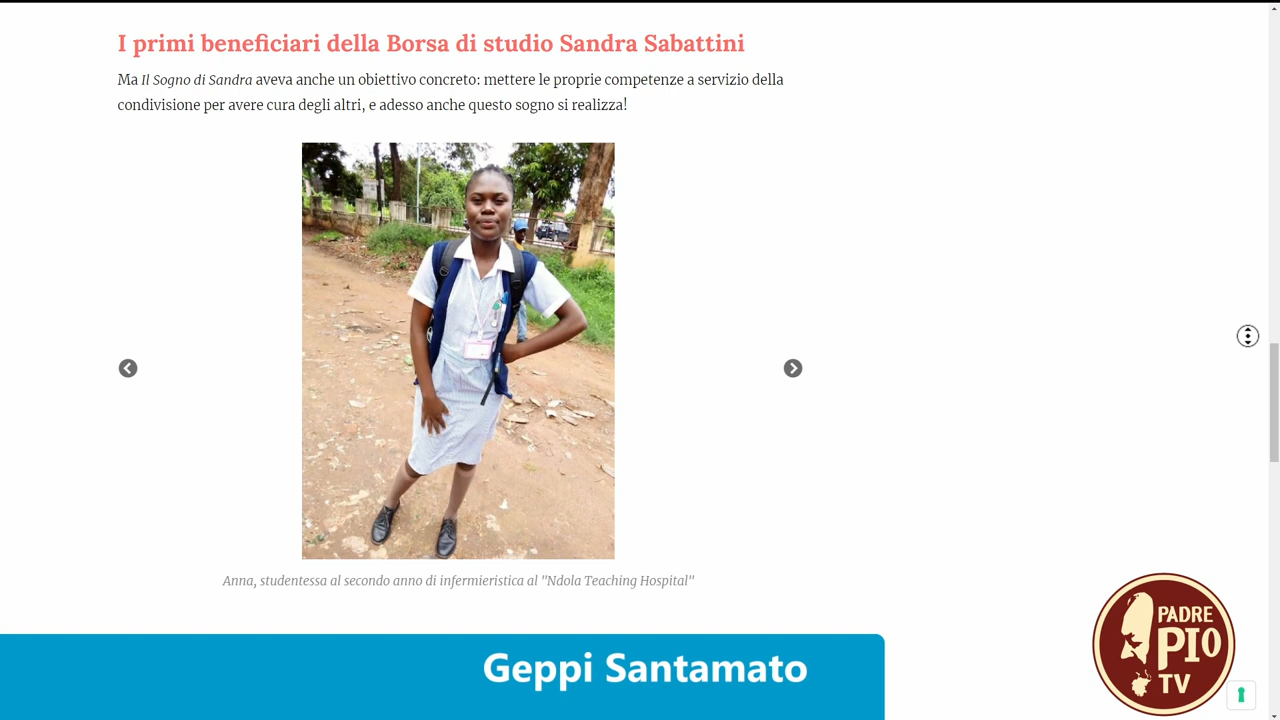 I primi beneficiari della Borsa di studio Sandra Sabattini
Ma Il Sogno di Sandra aveva anche un obiettivo concreto: mettere le proprie competenze a servizio della
condivisione per avere cura degli altri, e adesso anche questo sogno si realizza!
Anna, studentessa al secondo anno di infermieristica al "Ndola Teaching Hospital"
Geppi Santamato
PADRE
PIO
TV